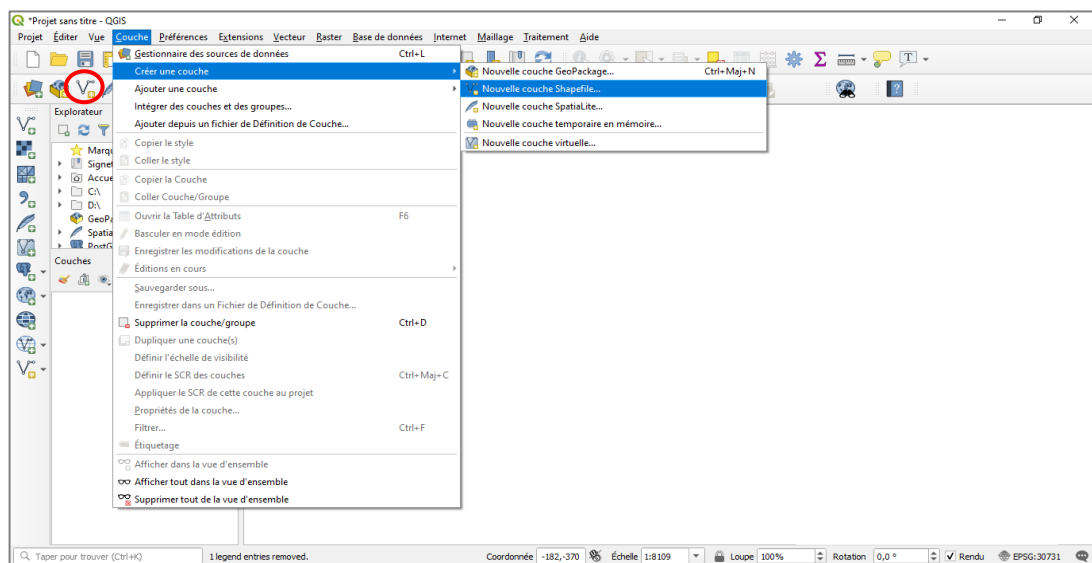 *Projet sans titre - QGIS
Projet Éditer Vue Couche Préférences Extensions Vecteur Raster Base de données Internet Maillage Traitement Aide
Gestionnaire des sources de données Ctrl+L
Créer une couche
Ajouter une couche
Intégrer des couches et des groupes...
Ajouter depuis un fichier de Définition de Couche...
Copier le style
Coller le style
Copier la Couche
Coller Couche/Groupe
Ouvrir la Table d'Attributs F6
Basculer en mode édition
Enregistrer les modifications de la couche
Éditions en cours
Sauvegarder sous...
Enregistrer dans un Fichier de Définition de Couche...
Supprimer la couche/groupe Ctrl+D
Dupliquer une couche(s)
Définir l'échelle de visibilité
Définir le SCR des couches Ctrl+Maj+C
Appliquer le SCR de cette couche au projet
Propriétés de la couche...
Filtrer... Ctrl+F
Étiquetage
Afficher dans la vue d'ensemble
Afficher tout dans la vue d'ensemble
Supprimer tout de la vue d'ensemble
Nouvelle couche GeoPackage... Ctrl+Maj+N
Nouvelle couche Shapefile...
Nouvelle couche SpatiaLite...
Nouvelle couche temporaire en mémoire...
Nouvelle couche virtuelle...
Explorateur
Marqu
Signet
Accue
C:\
D:\
GeoPa
Spatia
PostG
Couches
Taper pour trouver (Ctrl+K) 1 legend entries removed. Coordonnée -182,-370 Échelle 1:8109 Loupe 100% Rotation 0,0 ° Rendu EPSG:30731